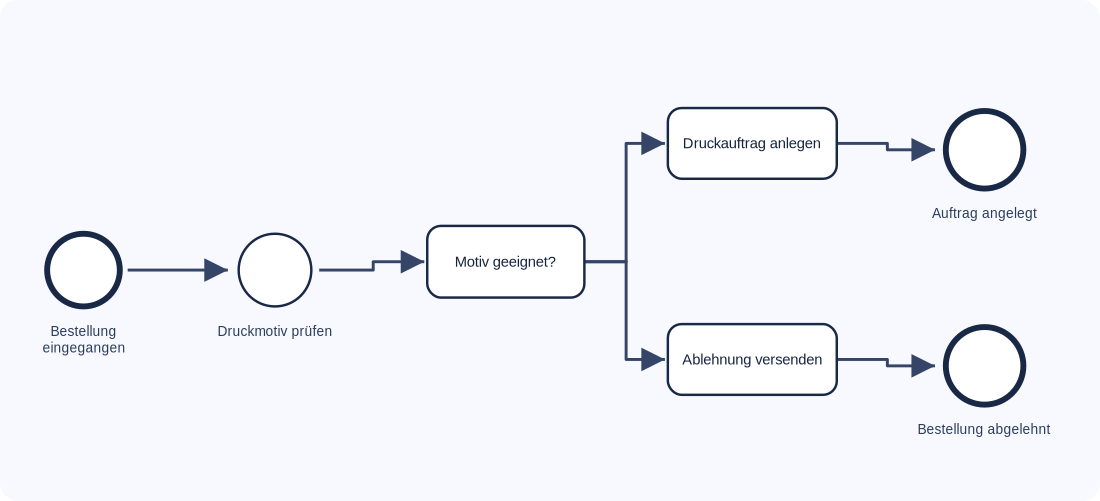 Bestellung
eingegangen
Druckmotiv prüfen
Motiv geeignet?
Druckauftrag anlegen
Auftrag angelegt
Ablehnung versenden
Bestellung abgelehnt